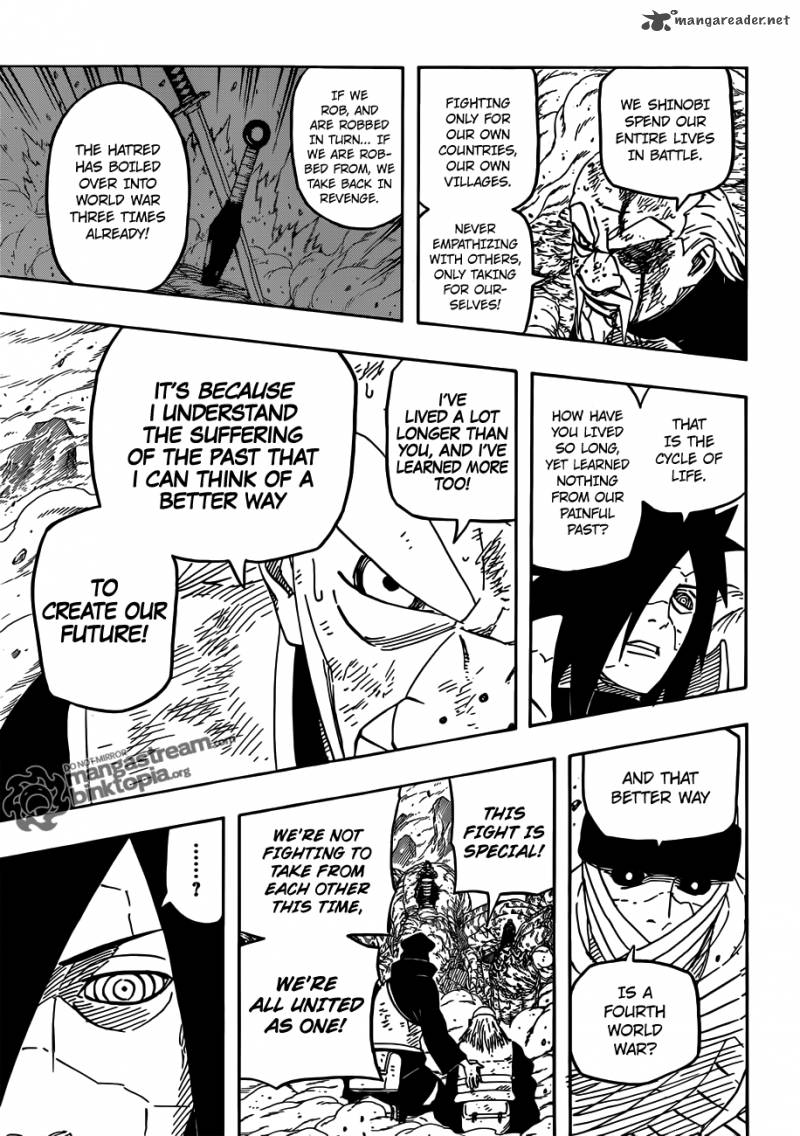 mangareader.net
WE SHINOBI
SPEND OUR
ENTIRE LIVES
IN BATTLE.
FIGHTING
ONLY FOR
OUR OWN
COUNTRIES,
OUR OWN
VILLAGES.
NEVER
EMPATHIZING
WITH OTHERS,
ONLY TAKING
FOR OUR-
SELVES!
IF WE
ROB, AND
ARE ROBBED
IN TURN... IF
WE ARE ROB-
BED FROM, WE
TAKE BACK IN
REVENGE.
THE HATRED
HAS BOILED
OVER INTO
WORLD WAR
THREE TIMES
ALREADY!
THAT
IS THE
CYCLE OF
LIFE.
HOW HAVE
YOU LIVED
SO LONG,
YET LEARNED
NOTHING
FROM OUR
PAINFUL
PAST?
I'VE
LIVED A LOT
LONGER THAN
YOU, AND I'VE
LEARNED MORE
TOO!
IT'S BECAUSE
I UNDERSTAND
THE SUFFERING
OF THE PAST THAT
I CAN THINK OF A
BETTER WAY
TO
CREATE OUR
FUTURE!
DO NOT MIRROR
mangastream.com
binktopia.org
AND THAT
BETTER WAY
IS A
FOURTH
WORLD
WAR?
THIS
FIGHT IS
SPECIAL!
WE'RE NOT
FIGHTING TO
TAKE FROM
EACH OTHER
THIS TIME,
WE'RE
ALL UNITED
AS ONE!
......?